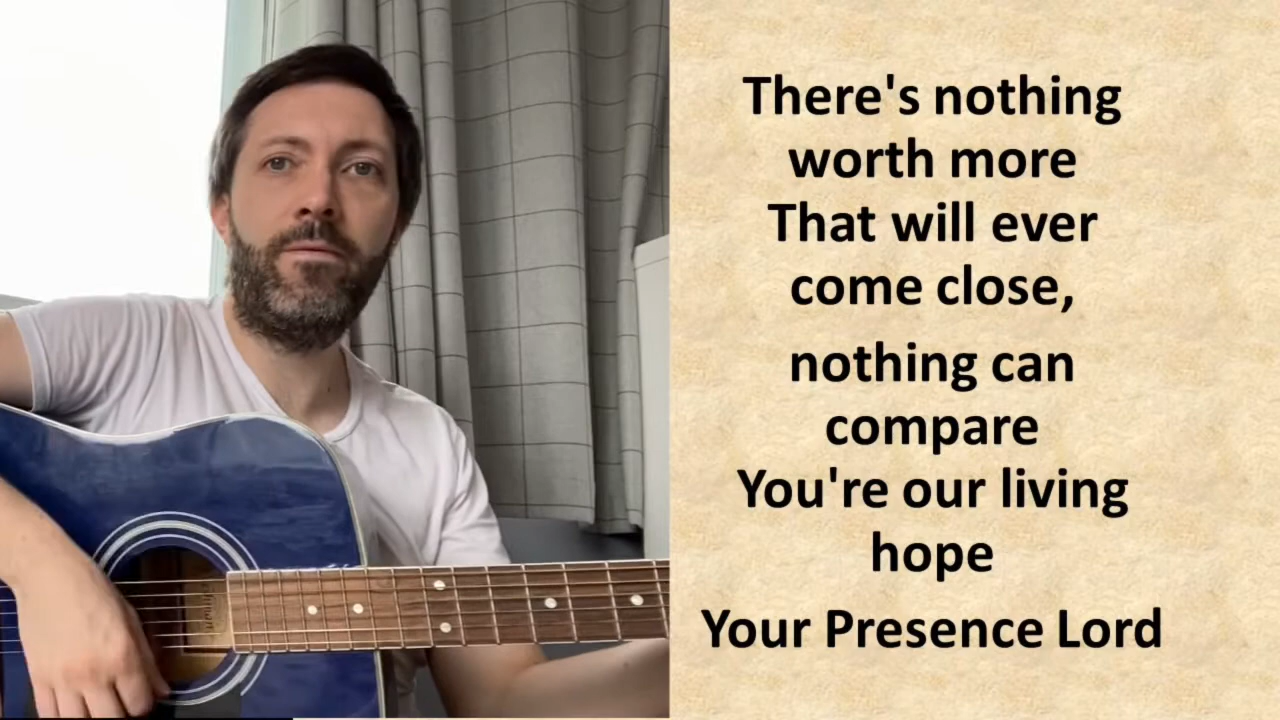 There's nothing
worth more
That will ever
come close,
nothing can
compare
You're our living
hope
Your Presence Lord